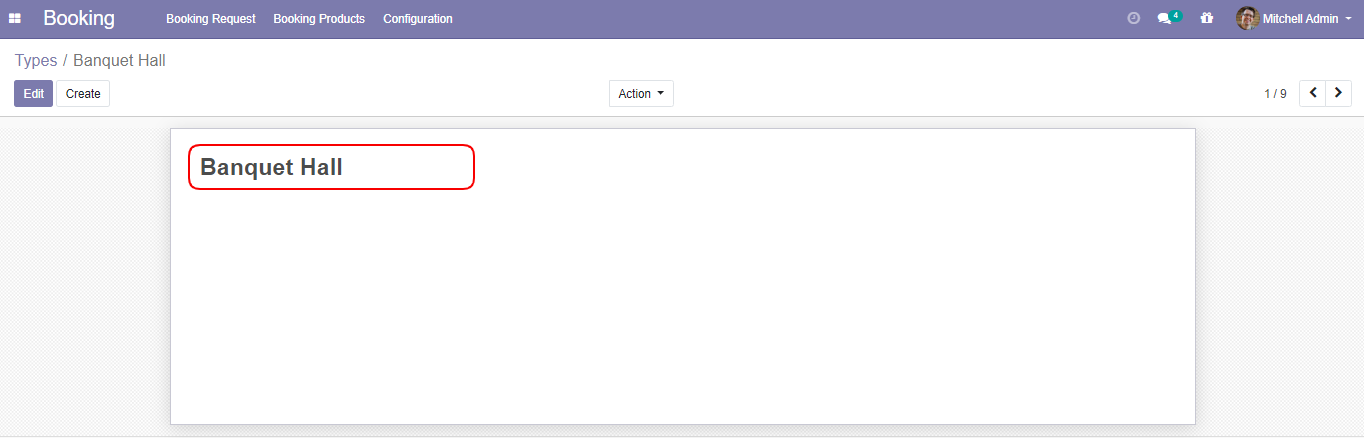 Booking Booking Request Booking Products Configuration 4 Mitchell Admin
Types / Banquet Hall
Edit Create Action 1 / 9
Banquet Hall